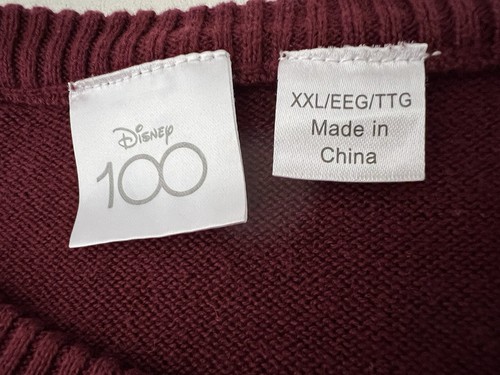 Disney
100
XXL/EEG/TTG
Made in
China